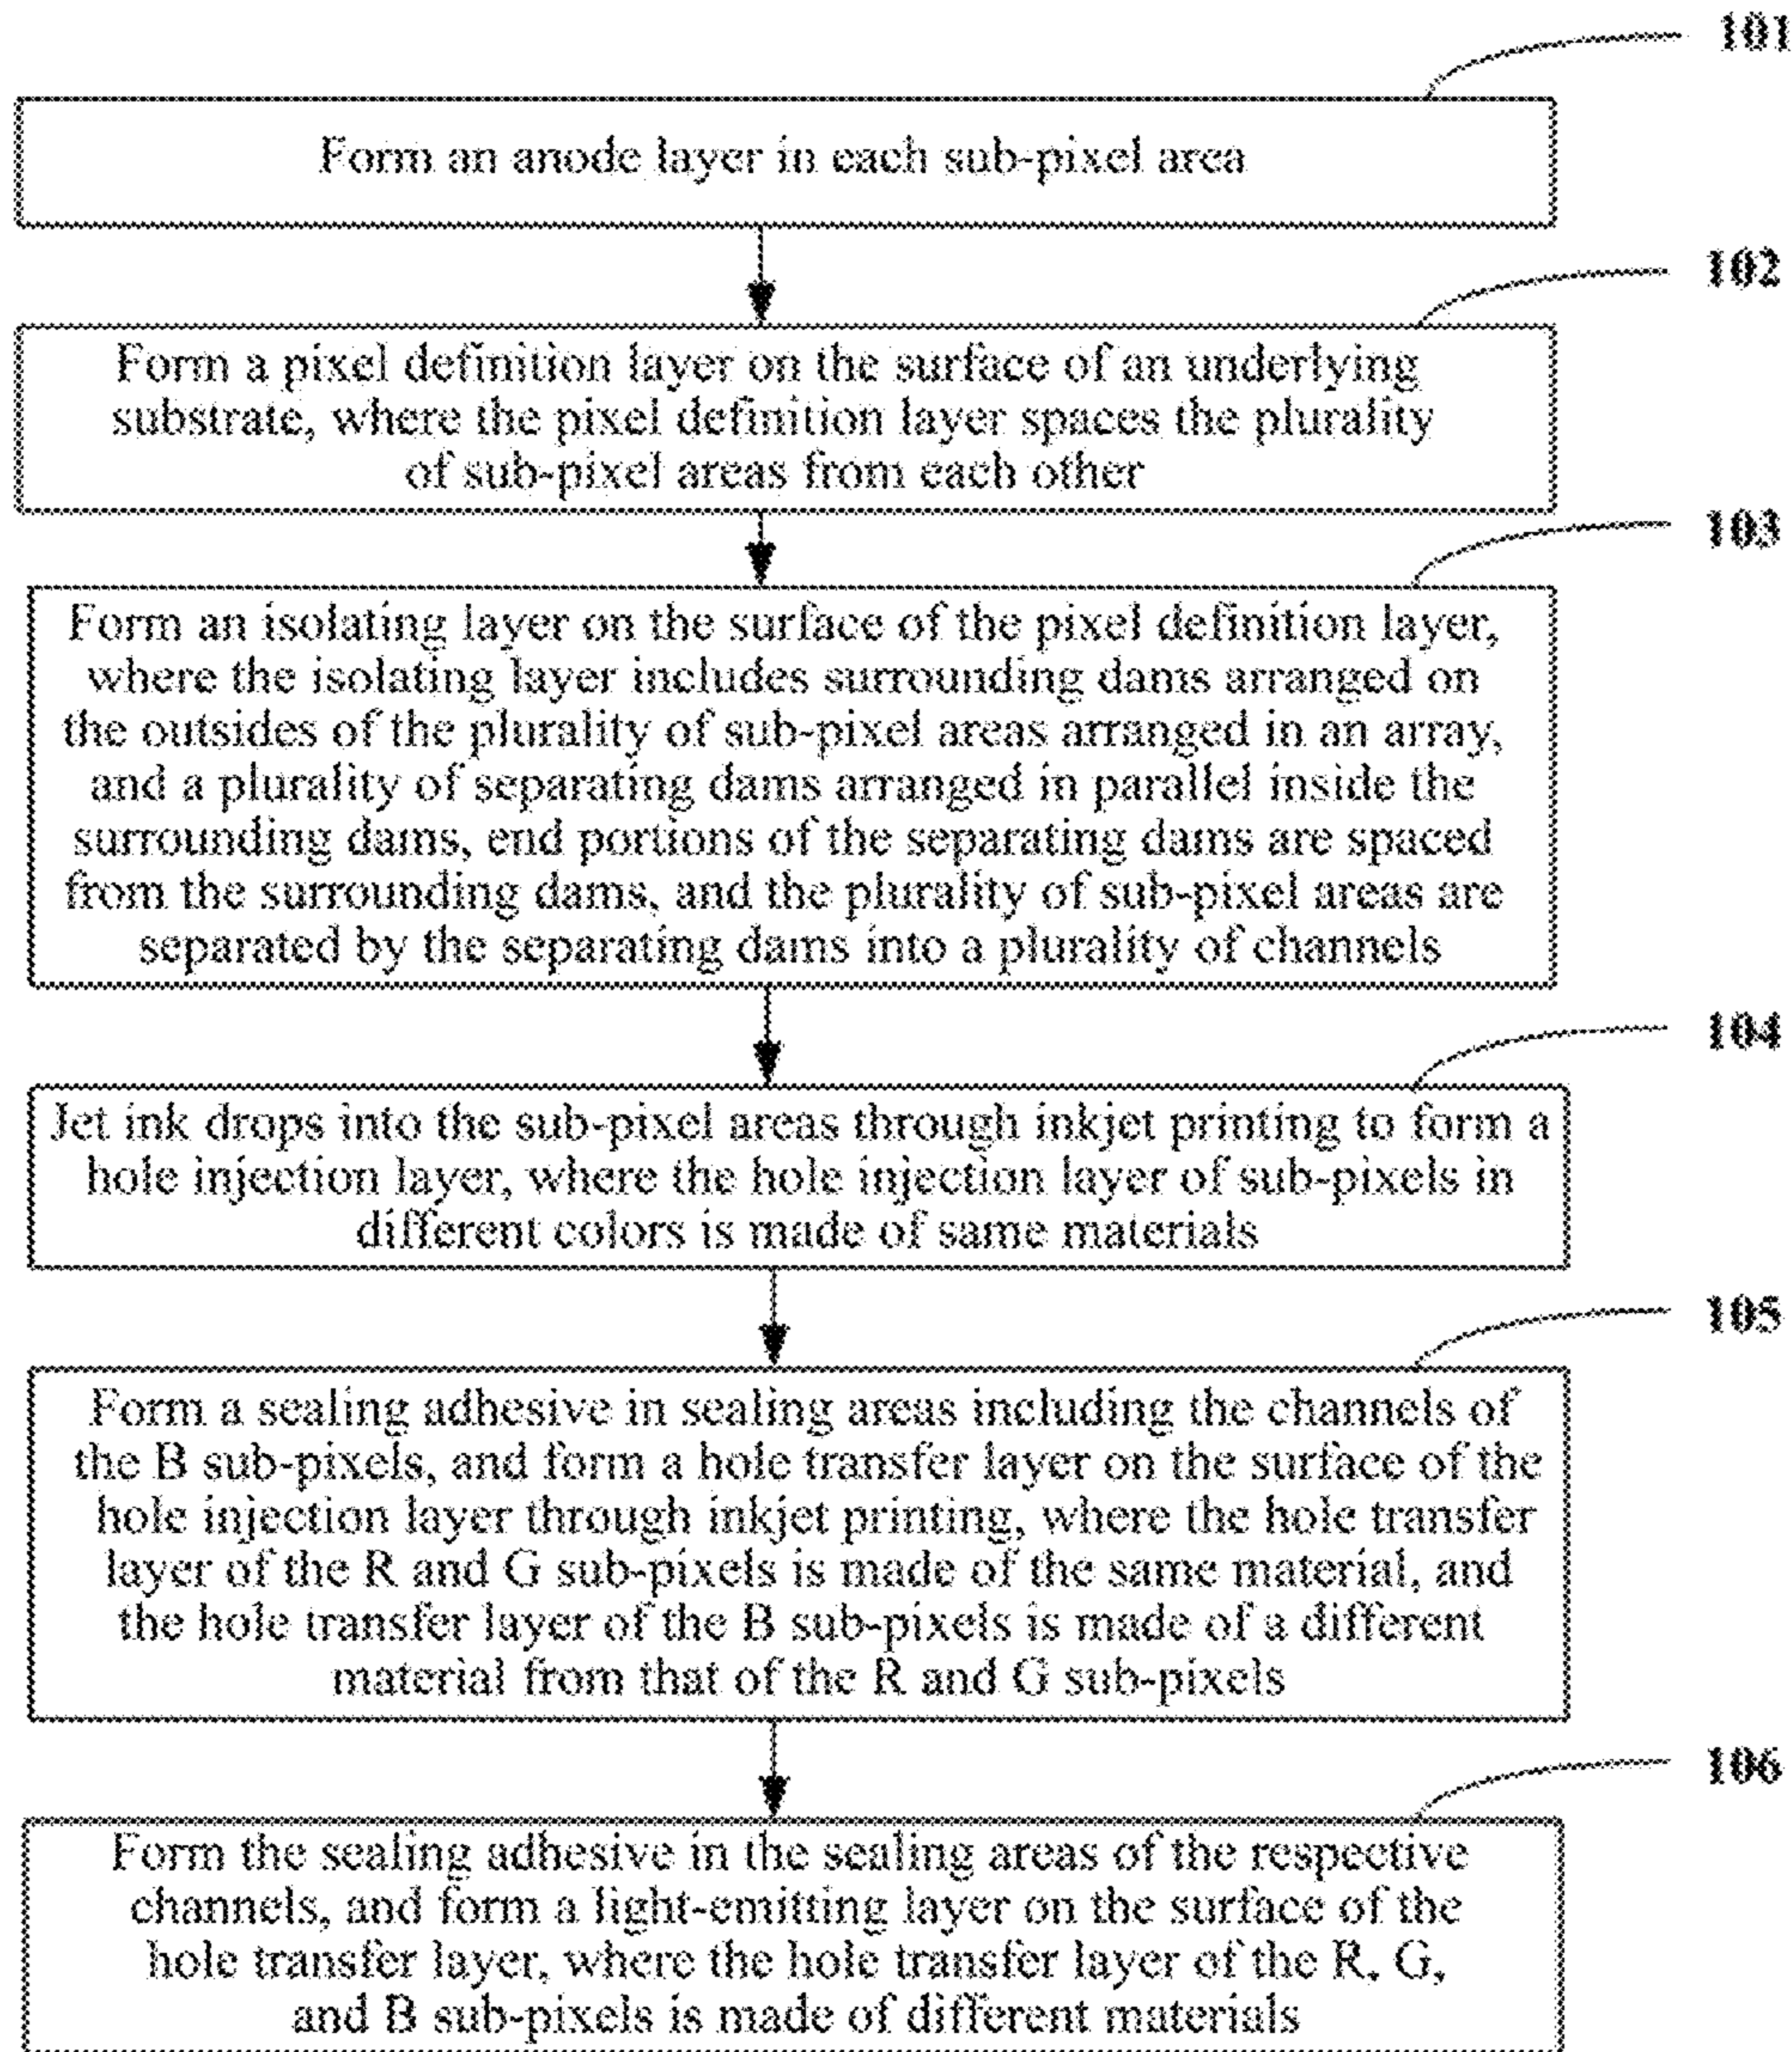 101
Form an anode layer in each sub-pixel area
102
Form a pixel definition layer on the surface of an underlying
substrate, where the pixel definition layer spaces the plurality
of sub-pixel areas from each other
103
Form an isolating layer on the surface of the pixel definition layer,
where the isolating layer includes surrounding dams arranged on
the outsides of the plurality of sub-pixel areas arranged in an array,
and a plurality of separating dams arranged in parallel inside the
surrounding dams, end portions of the separating dams are spaced
from the surrounding dams, and the plurality of sub-pixel areas are
separated by the separating dams into a plurality of channels
104
Jet ink drops into the sub-pixel areas through inkjet printing to form a
hole injection layer, where the hole injection layer of sub-pixels in
different colors is made of same materials
105
Form a sealing adhesive in sealing areas including the channels of
the B sub-pixels, and form a hole transfer layer on the surface of the
hole injection layer through inkjet printing, where the hole transfer
layer of the R and G sub-pixels is made of the same material, and
the hole transfer layer of the B sub-pixels is made of a different
material from that of the R and G sub-pixels
106
Form the sealing adhesive in the sealing areas of the respective
channels, and form a light-emitting layer on the surface of the
hole transfer layer, where the hole transfer layer of the R, G,
and B sub-pixels is made of different materials